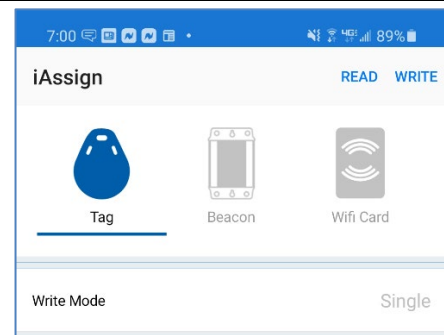 7:00 89%
iAssign READ WRITE
Tag Beacon Wifi Card
Write Mode Single